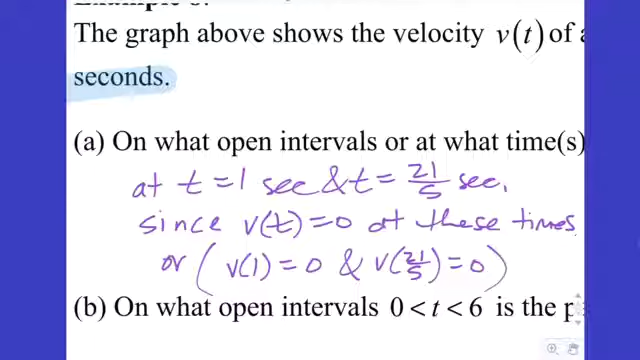 The graph above shows the velocity v(t) of a
seconds.
(a) On what open intervals or at what time(s)
at t=1 sec & t= 21/5 sec,
since v(t)=0 at these times
or (v(1)=0 & v(21/5)=0)
(b) On what open intervals 0 < t < 6 is the p